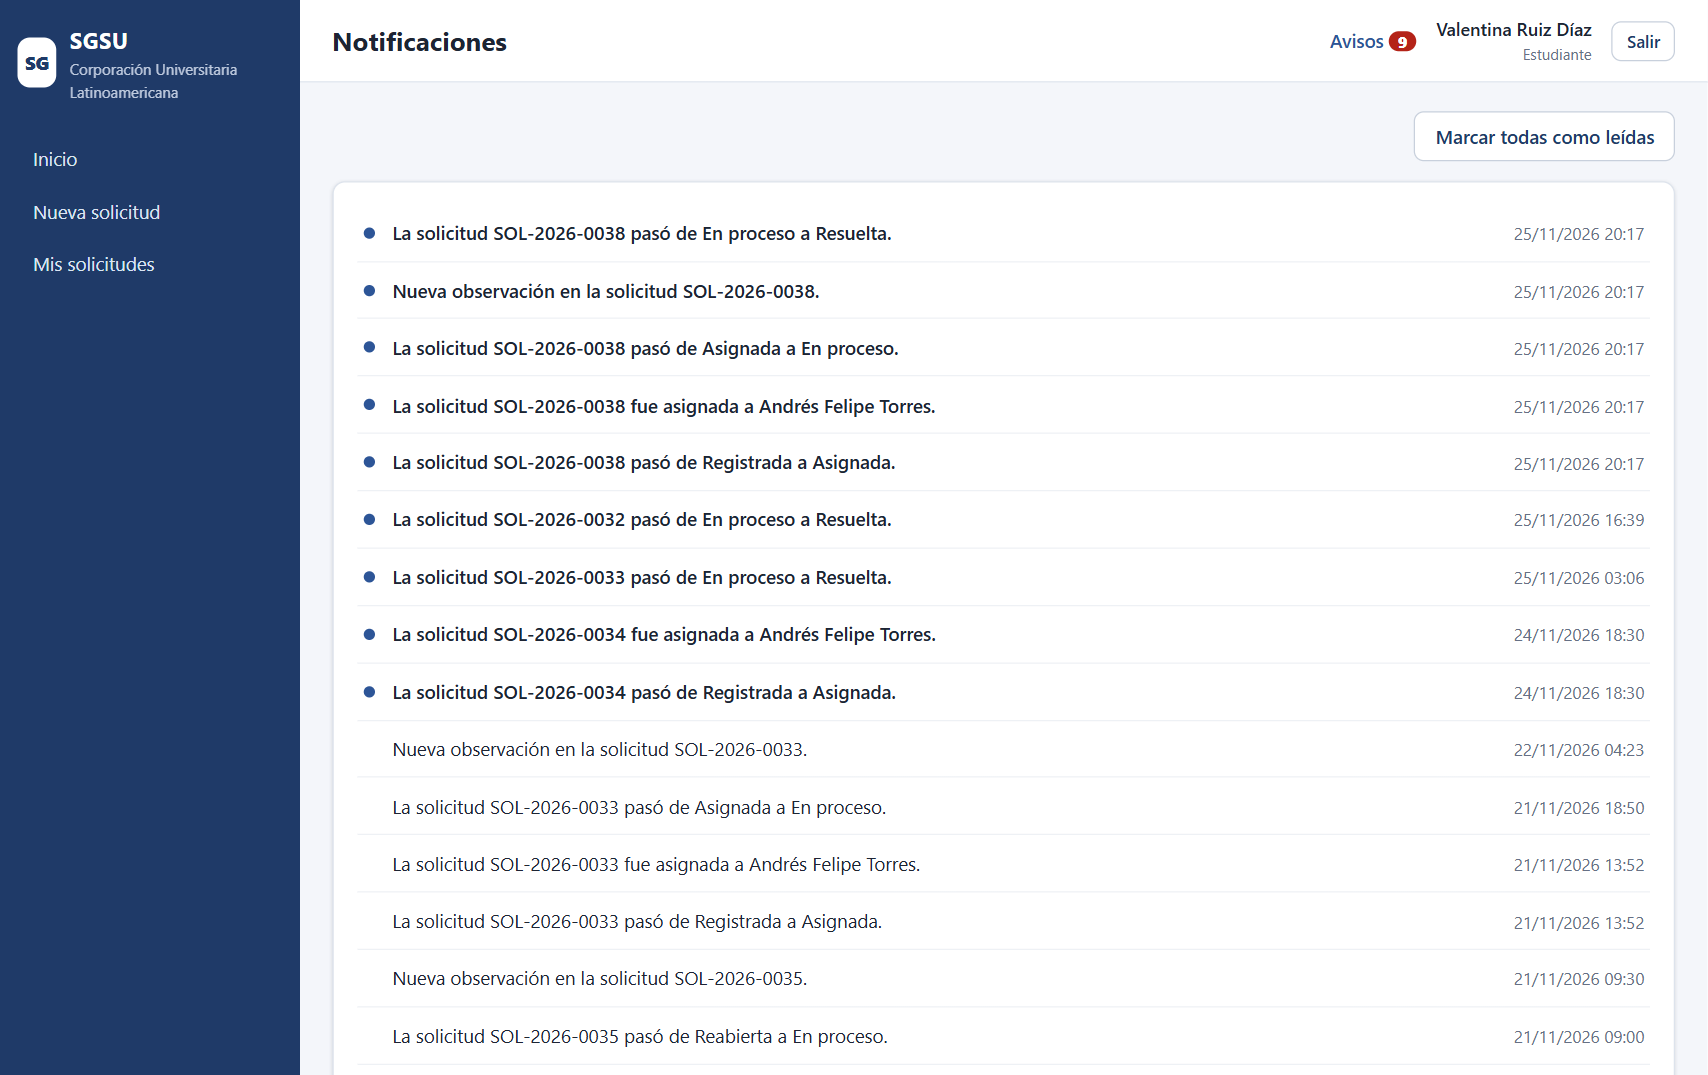 SG
SGSU
Corporación Universitaria
Latinoamericana
Inicio
Nueva solicitud
Mis solicitudes
Notificaciones
Avisos 9
Valentina Ruiz Díaz
Estudiante
Salir
Marcar todas como leídas
La solicitud SOL-2026-0038 pasó de En proceso a Resuelta. 25/11/2026 20:17
Nueva observación en la solicitud SOL-2026-0038. 25/11/2026 20:17
La solicitud SOL-2026-0038 pasó de Asignada a En proceso. 25/11/2026 20:17
La solicitud SOL-2026-0038 fue asignada a Andrés Felipe Torres. 25/11/2026 20:17
La solicitud SOL-2026-0038 pasó de Registrada a Asignada. 25/11/2026 20:17
La solicitud SOL-2026-0032 pasó de En proceso a Resuelta. 25/11/2026 16:39
La solicitud SOL-2026-0033 pasó de En proceso a Resuelta. 25/11/2026 03:06
La solicitud SOL-2026-0034 fue asignada a Andrés Felipe Torres. 24/11/2026 18:30
La solicitud SOL-2026-0034 pasó de Registrada a Asignada. 24/11/2026 18:30
Nueva observación en la solicitud SOL-2026-0033. 22/11/2026 04:23
La solicitud SOL-2026-0033 pasó de Asignada a En proceso. 21/11/2026 18:50
La solicitud SOL-2026-0033 fue asignada a Andrés Felipe Torres. 21/11/2026 13:52
La solicitud SOL-2026-0033 pasó de Registrada a Asignada. 21/11/2026 13:52
Nueva observación en la solicitud SOL-2026-0035. 21/11/2026 09:30
La solicitud SOL-2026-0035 pasó de Reabierta a En proceso. 21/11/2026 09:00